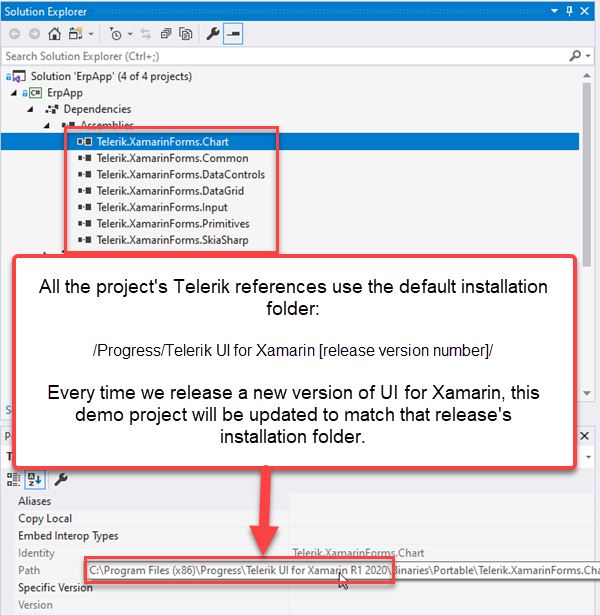 Solution Explorer
Search Solution Explorer (Ctrl+;)
Solution 'ErpApp' (4 of 4 projects)
C# ErpApp
Dependencies
Assemblies
Telerik.XamarinForms.Chart
Telerik.XamarinForms.Common
Telerik.XamarinForms.DataControls
Telerik.XamarinForms.DataGrid
Telerik.XamarinForms.Input
Telerik.XamarinForms.Primitives
Telerik.XamarinForms.SkiaSharp
All the project's Telerik references use the default installation
folder:
/Progress/Telerik UI for Xamarin [release version number]/
Every time we release a new version of UI for Xamarin, this
demo project will be updated to match that release's
installation folder.
Aliases
Copy Local
Embed Interop Types
Identity Telerik.XamarinForms.Chart
Path C:\Program Files (x86)\Progress\Telerik UI for Xamarin R1 2020\Binaries\Portable\Telerik.XamarinForms.Cha
Specific Version
Version